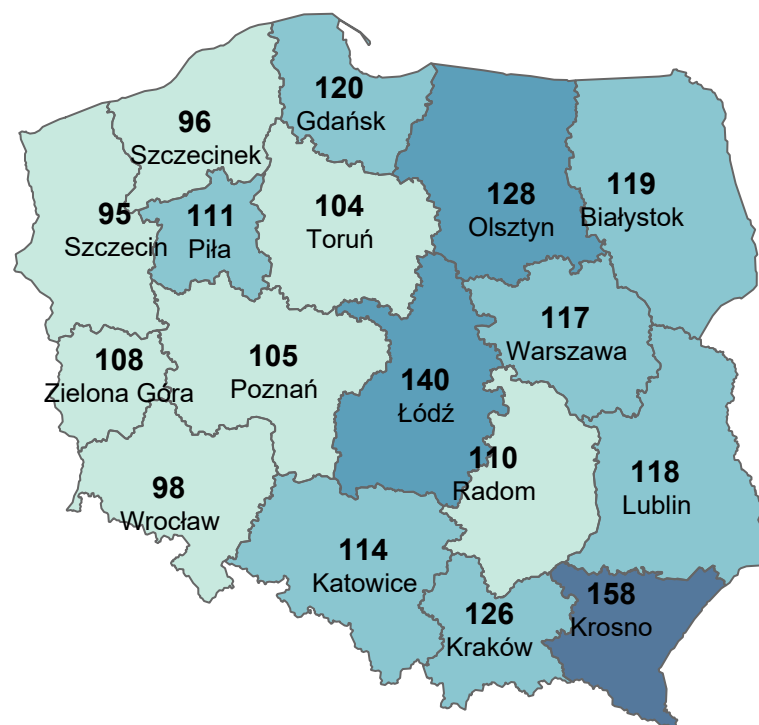 120
Gdańsk
96
Szczecinek
128
Olsztyn
119
Białystok
95
Szczecin
111
Piła
104
Toruń
117
Warszawa
108
Zielona Góra
105
Poznań
140
Łódź
110
Radom
118
Lublin
98
Wrocław
114
Katowice
126
Kraków
158
Krosno